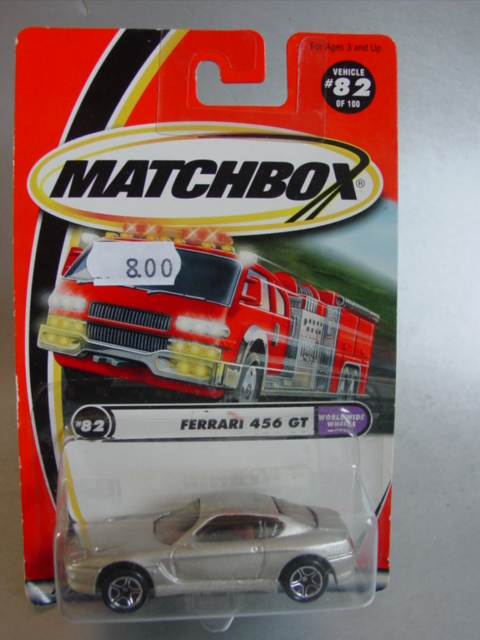 For Ages 3 and Up
VEHICLE
#82
OF 100
MATCHBOX®
8.00
#82
FERRARI 456 GT
WORLDWIDE
WHEELS